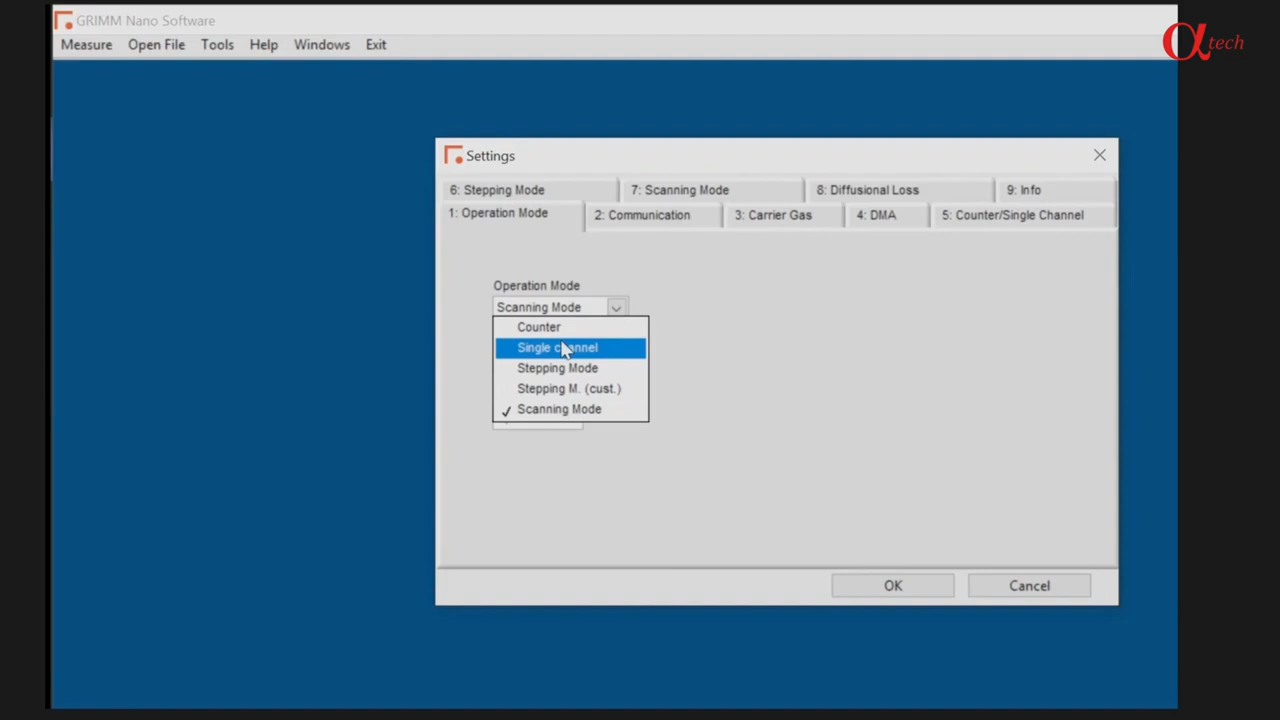 GRIMM Nano Software
αtech
Measure Open File Tools Help Windows Exit
Settings
6: Stepping Mode 7: Scanning Mode 8: Diffusional Loss 9: Info
1: Operation Mode 2: Communication 3: Carrier Gas 4: DMA 5: Counter/Single Channel
Operation Mode
Scanning Mode
Counter
Single channel
Stepping Mode
Stepping M. (cust.)
Scanning Mode
OK Cancel